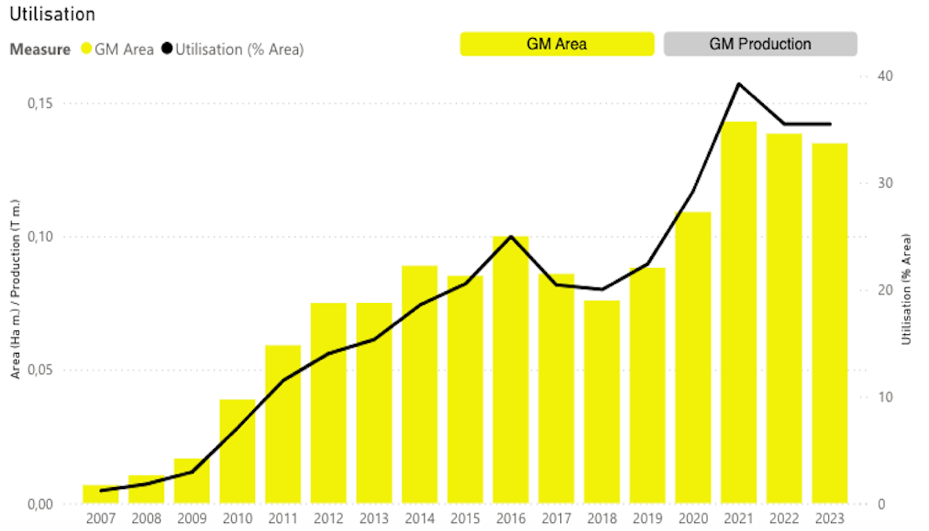 Utilisation
Measure GM Area Utilisation (% Area)
GM Area GM Production
40
0,15
30
0,10
20
0,05
10
0,00 0
Area (Ha m.) / Production (T m.)
Utilisation (% Area)
2007 2008 2009 2010 2011 2012 2013 2014 2015 2016 2017 2018 2019 2020 2021 2022 2023